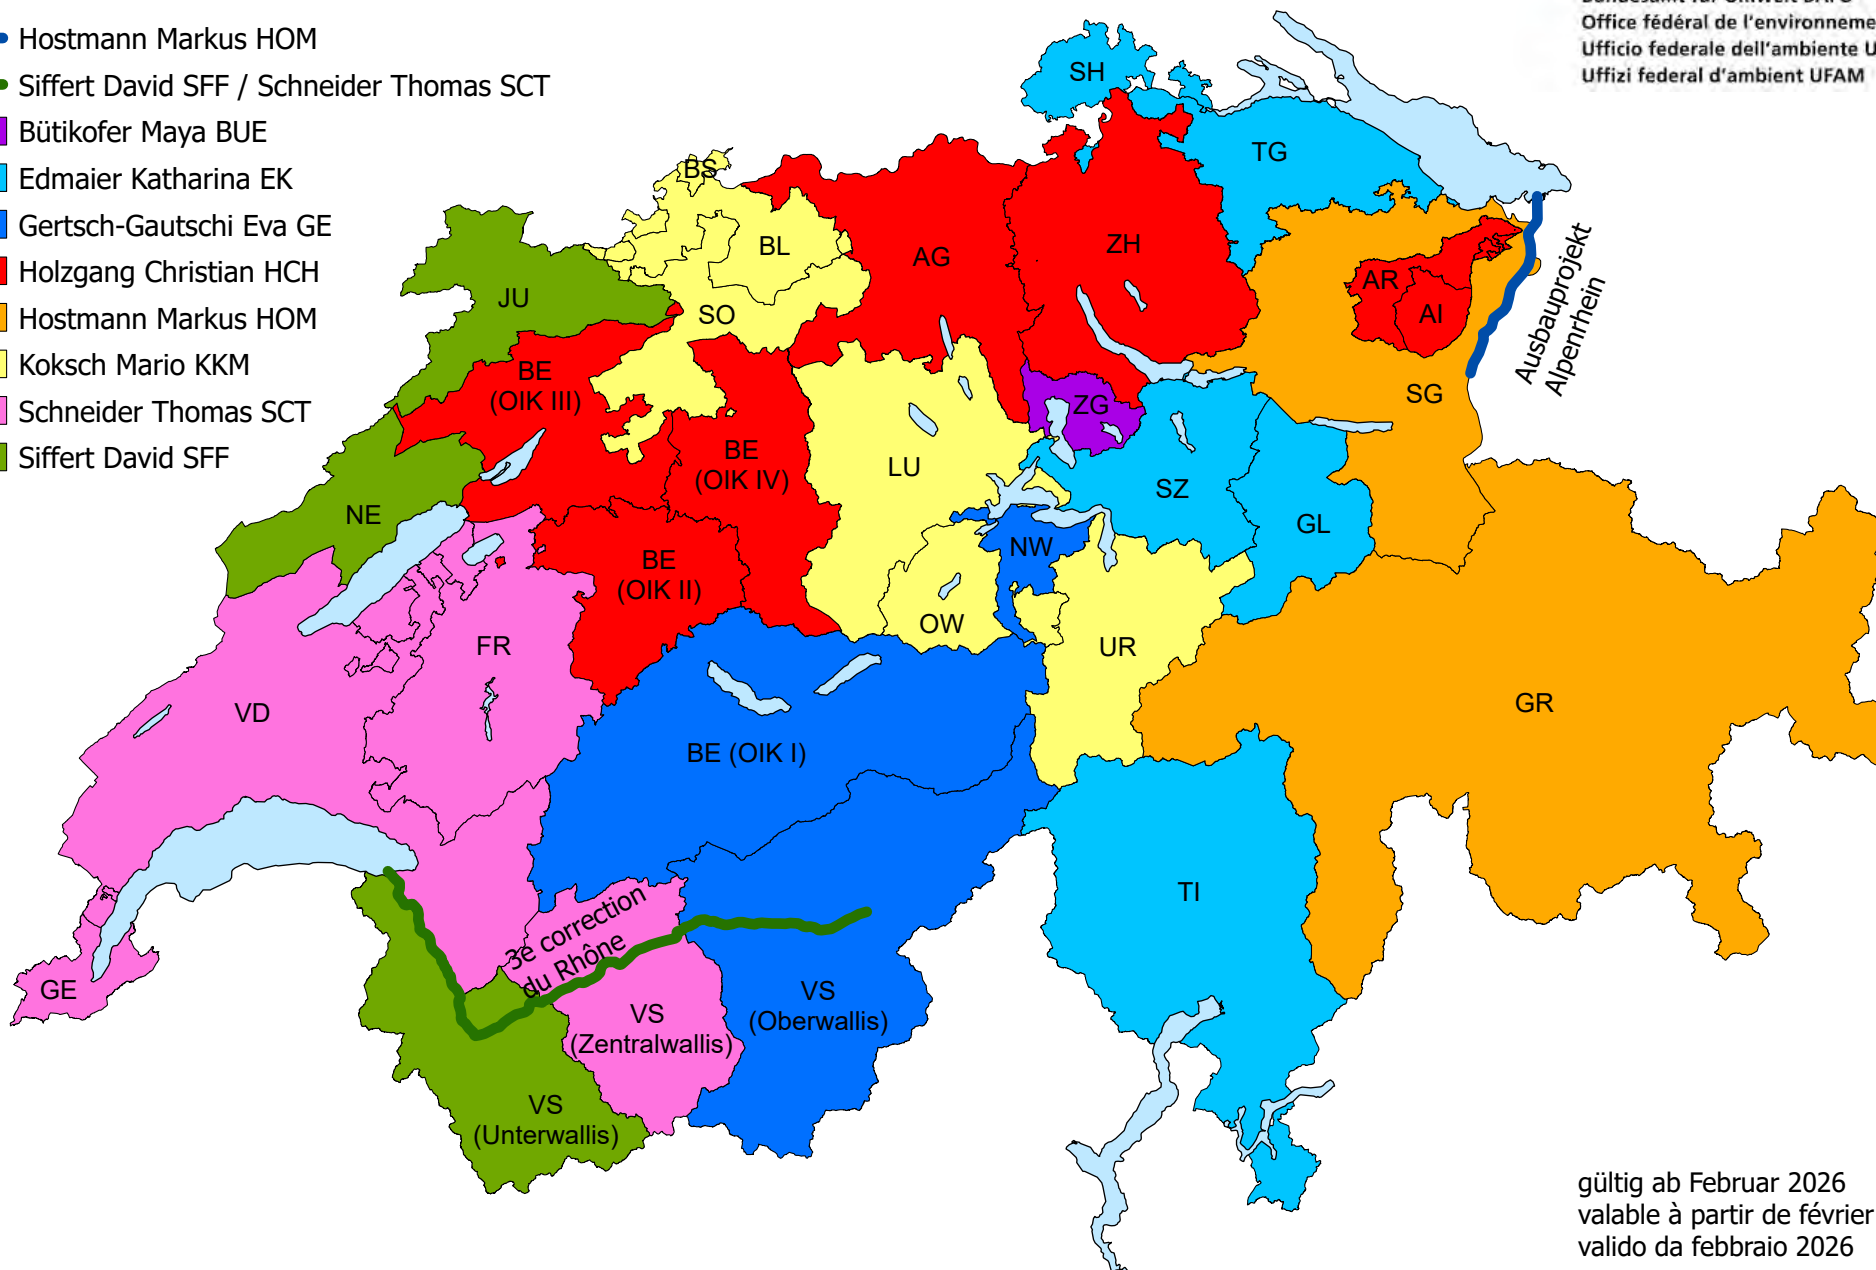 Hostmann Markus HOM
Siffert David SFF / Schneider Thomas SCT
Bütikofer Maya BUE
Edmaier Katharina EK
Gertsch-Gautschi Eva GE
Holzgang Christian HCH
Hostmann Markus HOM
Koksch Mario KKM
Schneider Thomas SCT
Siffert David SFF
Office fédéral de l'environneme
Ufficio federale dell'ambiente U
Uffizi federal d'ambient UFAM
SH
TG
BS
BL
AG
ZH
AR
AI
JU
SO
Ausbauprojekt
Alpenrhein
BE
(OIK III)
SG
ZG
BE
(OIK IV)
LU
SZ
NE
GL
NW
BE
(OIK II)
OW
FR
UR
VD
GR
BE (OIK I)
TI
3e correction
du Rhône
GE
VS
(Zentralwallis)
VS
(Oberwallis)
VS
(Unterwallis)
gültig ab Februar 2026
valable à partir de février
valido da febbraio 2026